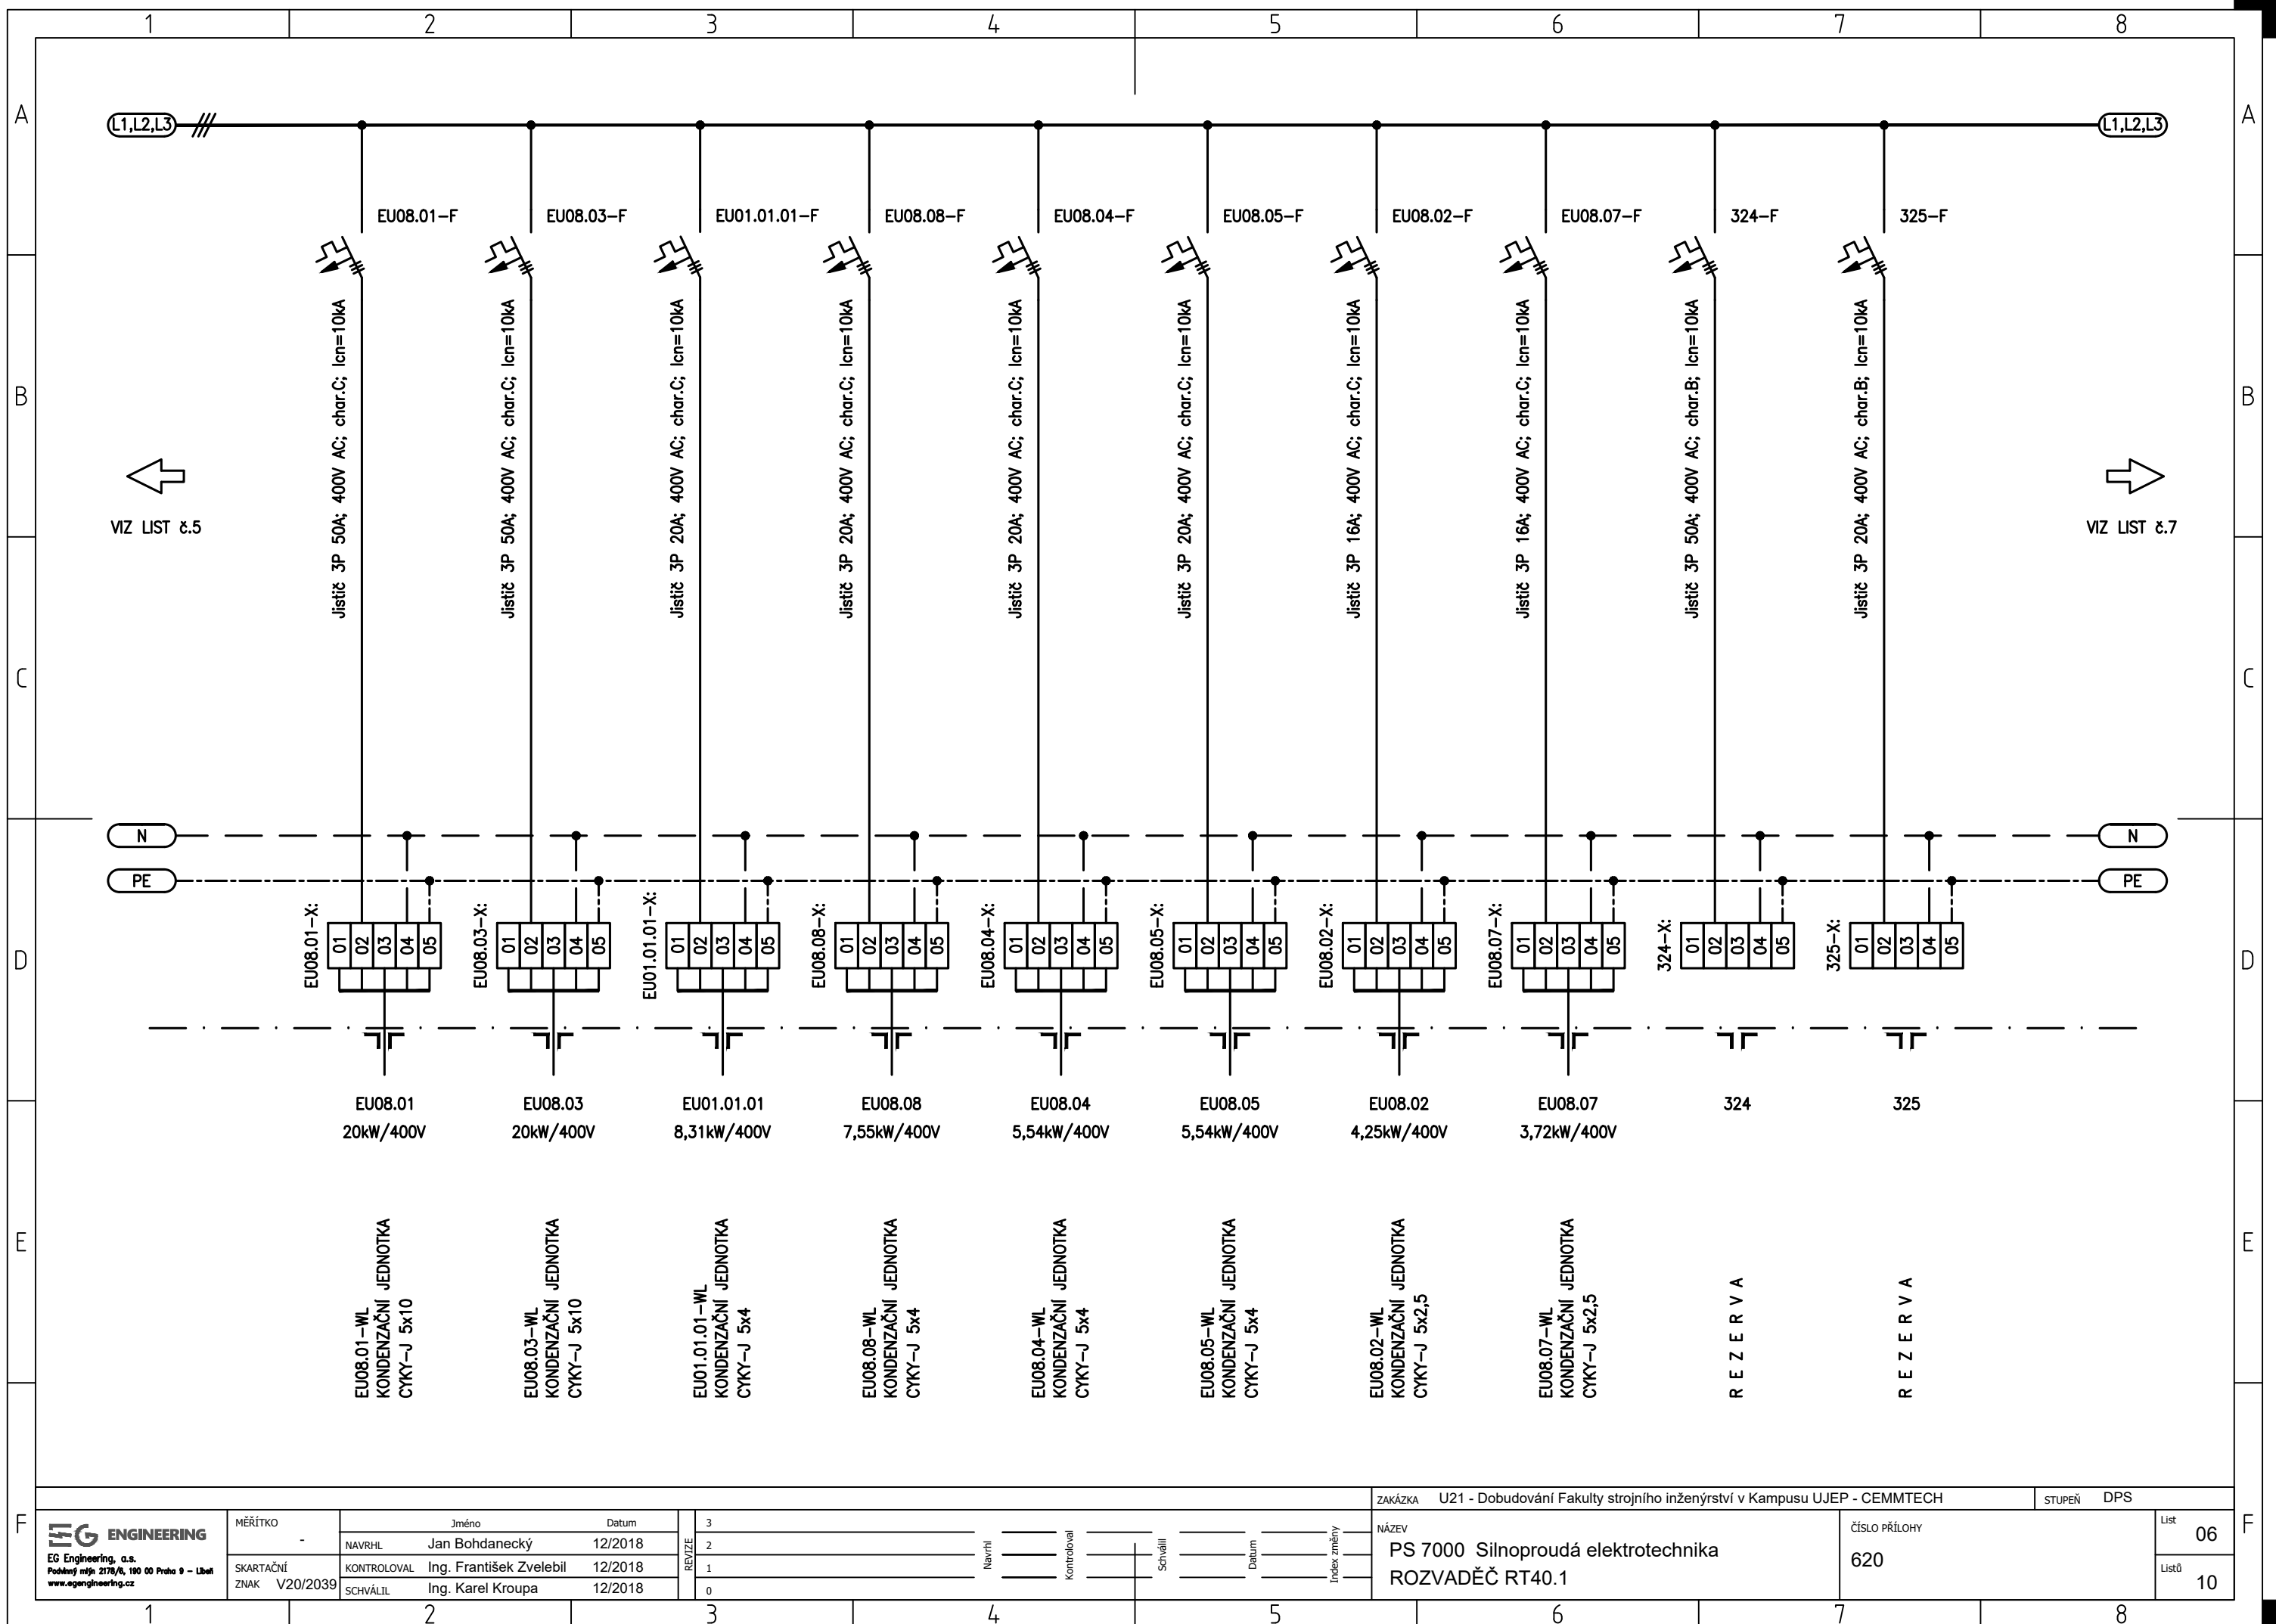 1 2 3 4 5 6 7 8
A A
L1,L2,L3 L1,L2,L3
EU08.01-F EU08.03-F EU01.01.01-F EU08.08-F EU08.04-F EU08.05-F EU08.02-F EU08.07-F 324-F 325-F
Jistič 3P 50A; 400V AC; char.C; Icn=10kA
Jistič 3P 50A; 400V AC; char.C; Icn=10kA
Jistič 3P 20A; 400V AC; char.C; Icn=10kA
Jistič 3P 20A; 400V AC; char.C; Icn=10kA
Jistič 3P 20A; 400V AC; char.C; Icn=10kA
Jistič 3P 20A; 400V AC; char.C; Icn=10kA
Jistič 3P 16A; 400V AC; char.C; Icn=10kA
Jistič 3P 16A; 400V AC; char.C; Icn=10kA
Jistič 3P 50A; 400V AC; char.B; Icn=10kA
Jistič 3P 20A; 400V AC; char.B; Icn=10kA
B B
VIZ LIST č.5 VIZ LIST č.7
C C
N N
PE PE
EU08.01-X: 01 02 03 04 05
EU08.03-X: 01 02 03 04 05
EU01.01.01-X: 01 02 03 04 05
EU08.08-X: 01 02 03 04 05
EU08.04-X: 01 02 03 04 05
EU08.05-X: 01 02 03 04 05
EU08.02-X: 01 02 03 04 05
EU08.07-X: 01 02 03 04 05
324-X: 01 02 03 04 05
325-X: 01 02 03 04 05
D D
EU08.01 EU08.03 EU01.01.01 EU08.08 EU08.04 EU08.05 EU08.02 EU08.07 324 325
20kW/400V 20kW/400V 8,31kW/400V 7,55kW/400V 5,54kW/400V 5,54kW/400V 4,25kW/400V 3,72kW/400V
E E
EU08.01-WL
KONDENZAČNÍ JEDNOTKA
CYKY-J 5x10
EU08.03-WL
KONDENZAČNÍ JEDNOTKA
CYKY-J 5x10
EU01.01.01-WL
KONDENZAČNÍ JEDNOTKA
CYKY-J 5x4
EU08.08-WL
KONDENZAČNÍ JEDNOTKA
CYKY-J 5x4
EU08.04-WL
KONDENZAČNÍ JEDNOTKA
CYKY-J 5x4
EU08.05-WL
KONDENZAČNÍ JEDNOTKA
CYKY-J 5x4
EU08.02-WL
KONDENZAČNÍ JEDNOTKA
CYKY-J 5x2,5
EU08.07-WL
KONDENZAČNÍ JEDNOTKA
CYKY-J 5x2,5
R E Z E R V A
R E Z E R V A
F F
EG ENGINEERING
EG Engineering, a.s.
Podvinný mlýn 2178/6, 190 00 Praha 9 - Libeň
www.egengineering.cz
MĚŘÍTKO
-
SKARTAČNÍ
ZNAK V20/2039
Jméno Datum
NAVRHL Jan Bohdanecký 12/2018
KONTROLOVAL Ing. František Zvelebil 12/2018
SCHVÁLIL Ing. Karel Kroupa 12/2018
REVIZE
3
2
1
0
Navrhl
Kontroloval
Schválil
Datum
Index změny
ZAKÁZKA U21 - Dobudování Fakulty strojního inženýrství v Kampusu UJEP - CEMMTECH
STUPEŇ DPS
NÁZEV
PS 7000 Silnoproudá elektrotechnika
ROZVADĚČ RT40.1
ČÍSLO PŘÍLOHY
620
List
06
Listů
10
1 2 3 4 5 6 7 8